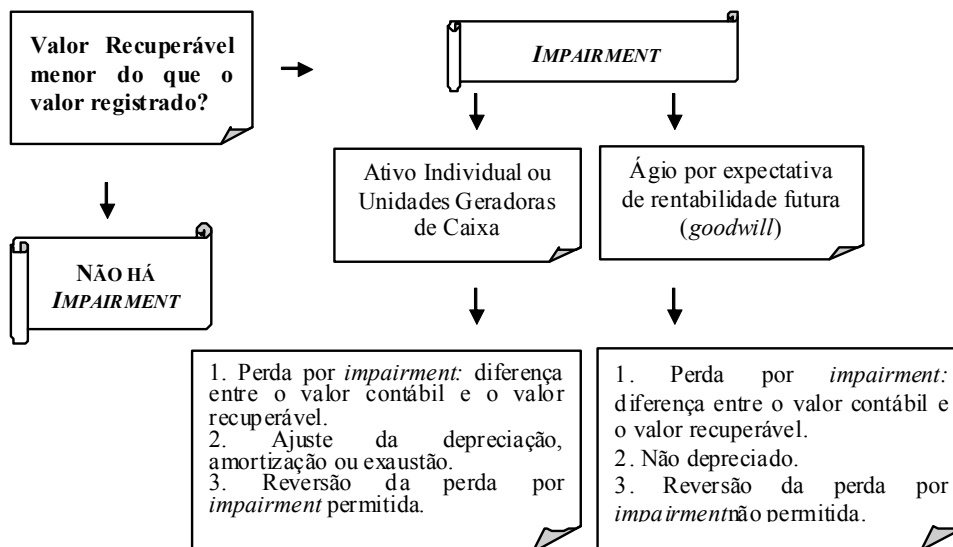 Valor Recuperável
menor do que o
valor registrado?
IMPAIRMENT
Ativo Individual ou
Unidades Geradoras
de Caixa
Ágio por expectativa
de rentabilidade futura
(goodwill)
NÃO HÁ
IMPAIRMENT
1. Perda por impairment: diferença
entre o valor contábil e o valor
recuperável.
2. Ajuste da depreciação,
amortização ou exaustão.
3. Reversão da perda por
impairment permitida.
1. Perda por impairment:
diferença entre o valor contábil e
o valor recuperável.
2. Não depreciado.
3. Reversão da perda por
impairmentnão permitida.